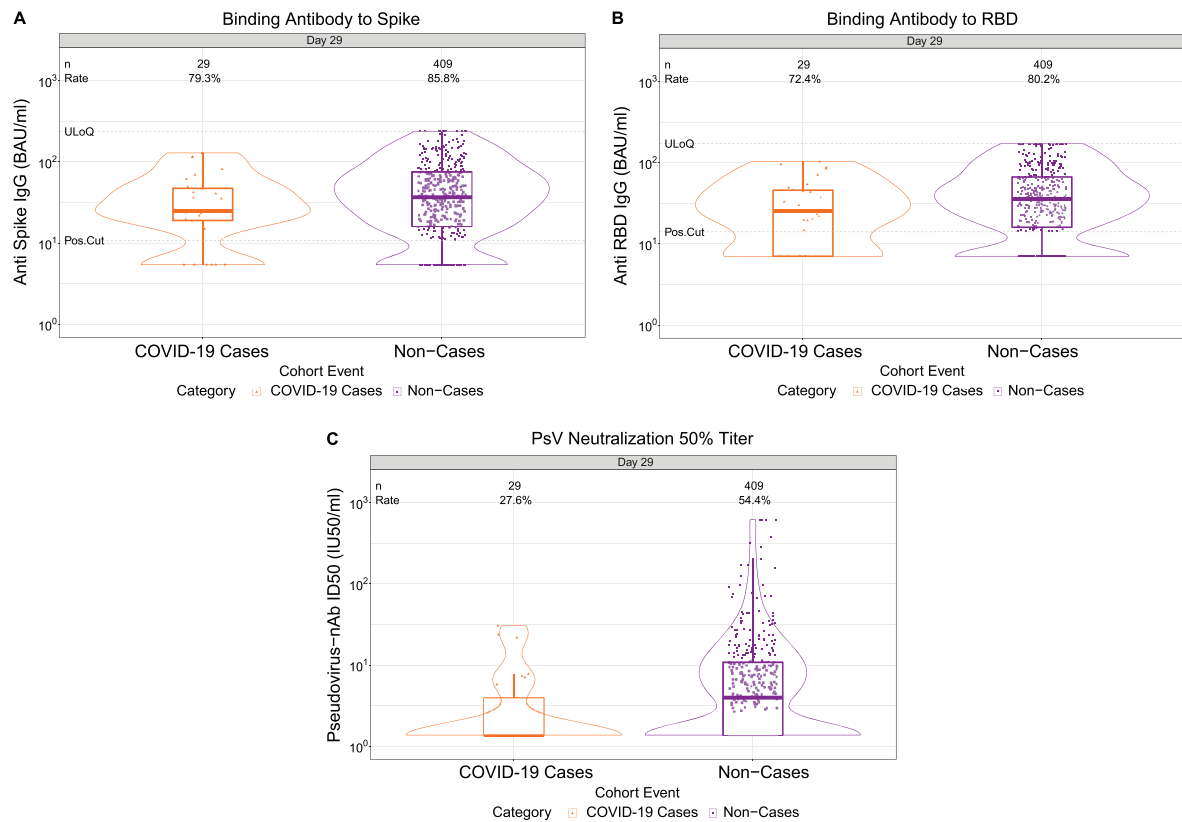 A
Binding Antibody to Spike
Day 29
n 29 409
Rate 79.3% 85.8%
10³
ULoQ
10²
Pos.Cut
10¹
10⁰
Anti Spike IgG (BAU/ml)
COVID-19 Cases Non−Cases
Cohort Event
Category COVID-19 Cases Non−Cases
B
Binding Antibody to RBD
Day 29
n 29 409
Rate 72.4% 80.2%
10³
ULoQ
10²
Pos.Cut
10¹
10⁰
Anti RBD IgG (BAU/ml)
COVID-19 Cases Non−Cases
Cohort Event
Category COVID-19 Cases Non−Cases
C
PsV Neutralization 50% Titer
Day 29
n 29 409
Rate 27.6% 54.4%
10³
10²
10¹
10⁰
Pseudovirus−nAb ID50 (IU50/ml)
COVID-19 Cases Non−Cases
Cohort Event
Category COVID-19 Cases Non−Cases